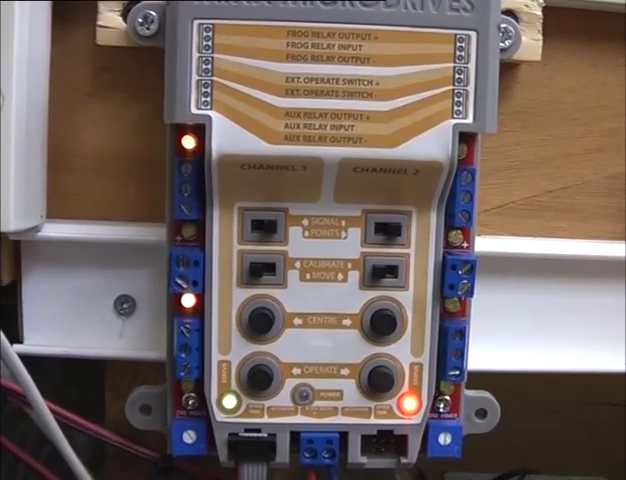 FROG RELAY OUTPUT +
FROG RELAY INPUT
FROG RELAY OUTPUT -
EXT. OPERATE SWITCH +
EXT. OPERATE SWITCH -
AUX RELAY OUTPUT +
AUX RELAY INPUT
AUX RELAY OUTPUT -
CHANNEL 1 CHANNEL 2
SIGNAL
POINTS
CALIBRATE
MOVE
CENTRE
OPERATE
POWER